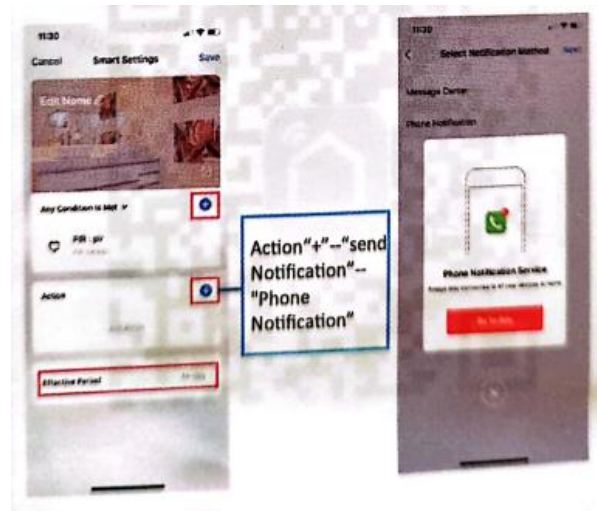 11:30
Cancel Smart Settings Save
Edit Name
Any Condition Is Met
PIR : pir
Action
Effective Period
Action"+"--"send
Notification"--
"Phone
Notification"
11:30
Select Notification Method Next
Message Center
Phone Notification
Phone Notification Service